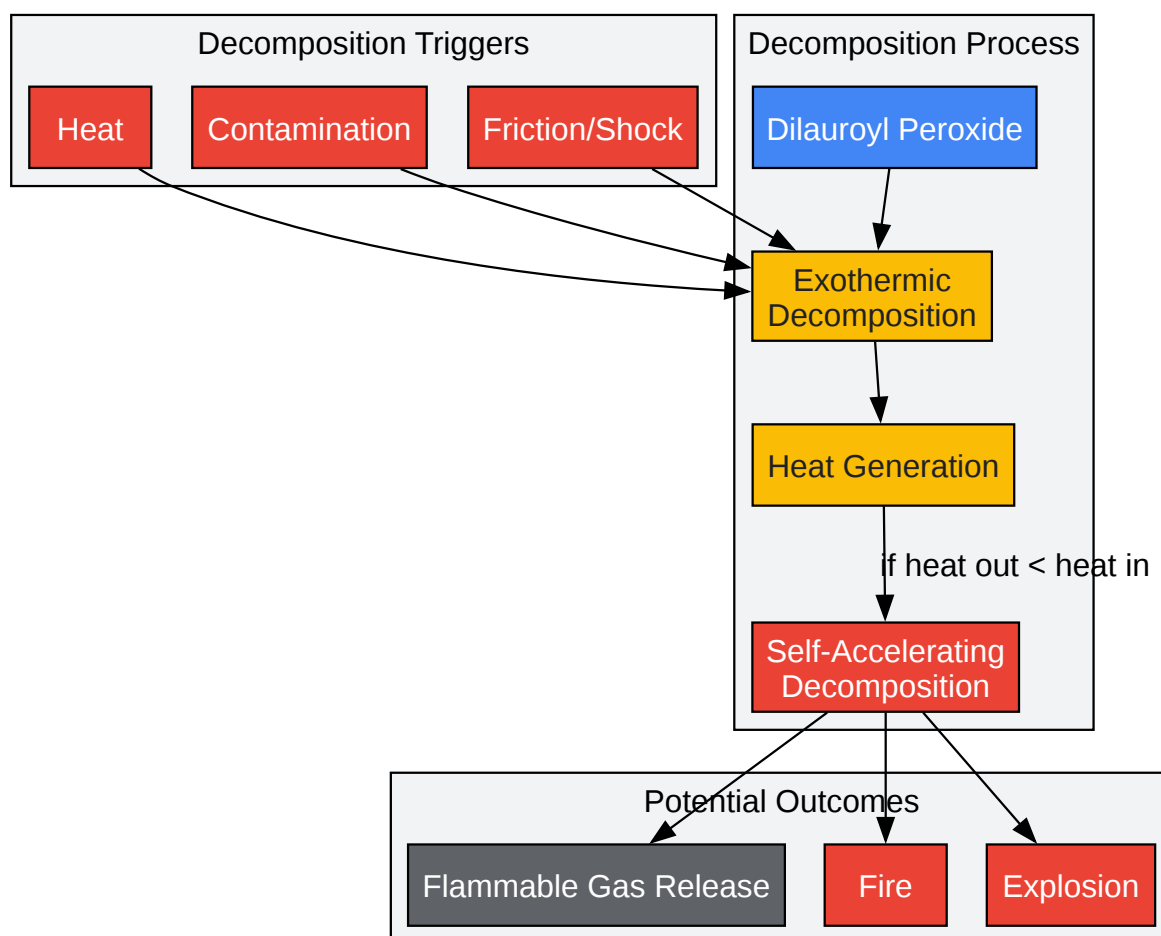 Decomposition Triggers
Heat
Contamination
Friction/Shock
Decomposition Process
Dilauroyl Peroxide
Exothermic
Decomposition
Heat Generation
if heat out < heat in
Self-Accelerating
Decomposition
Potential Outcomes
Flammable Gas Release
Fire
Explosion